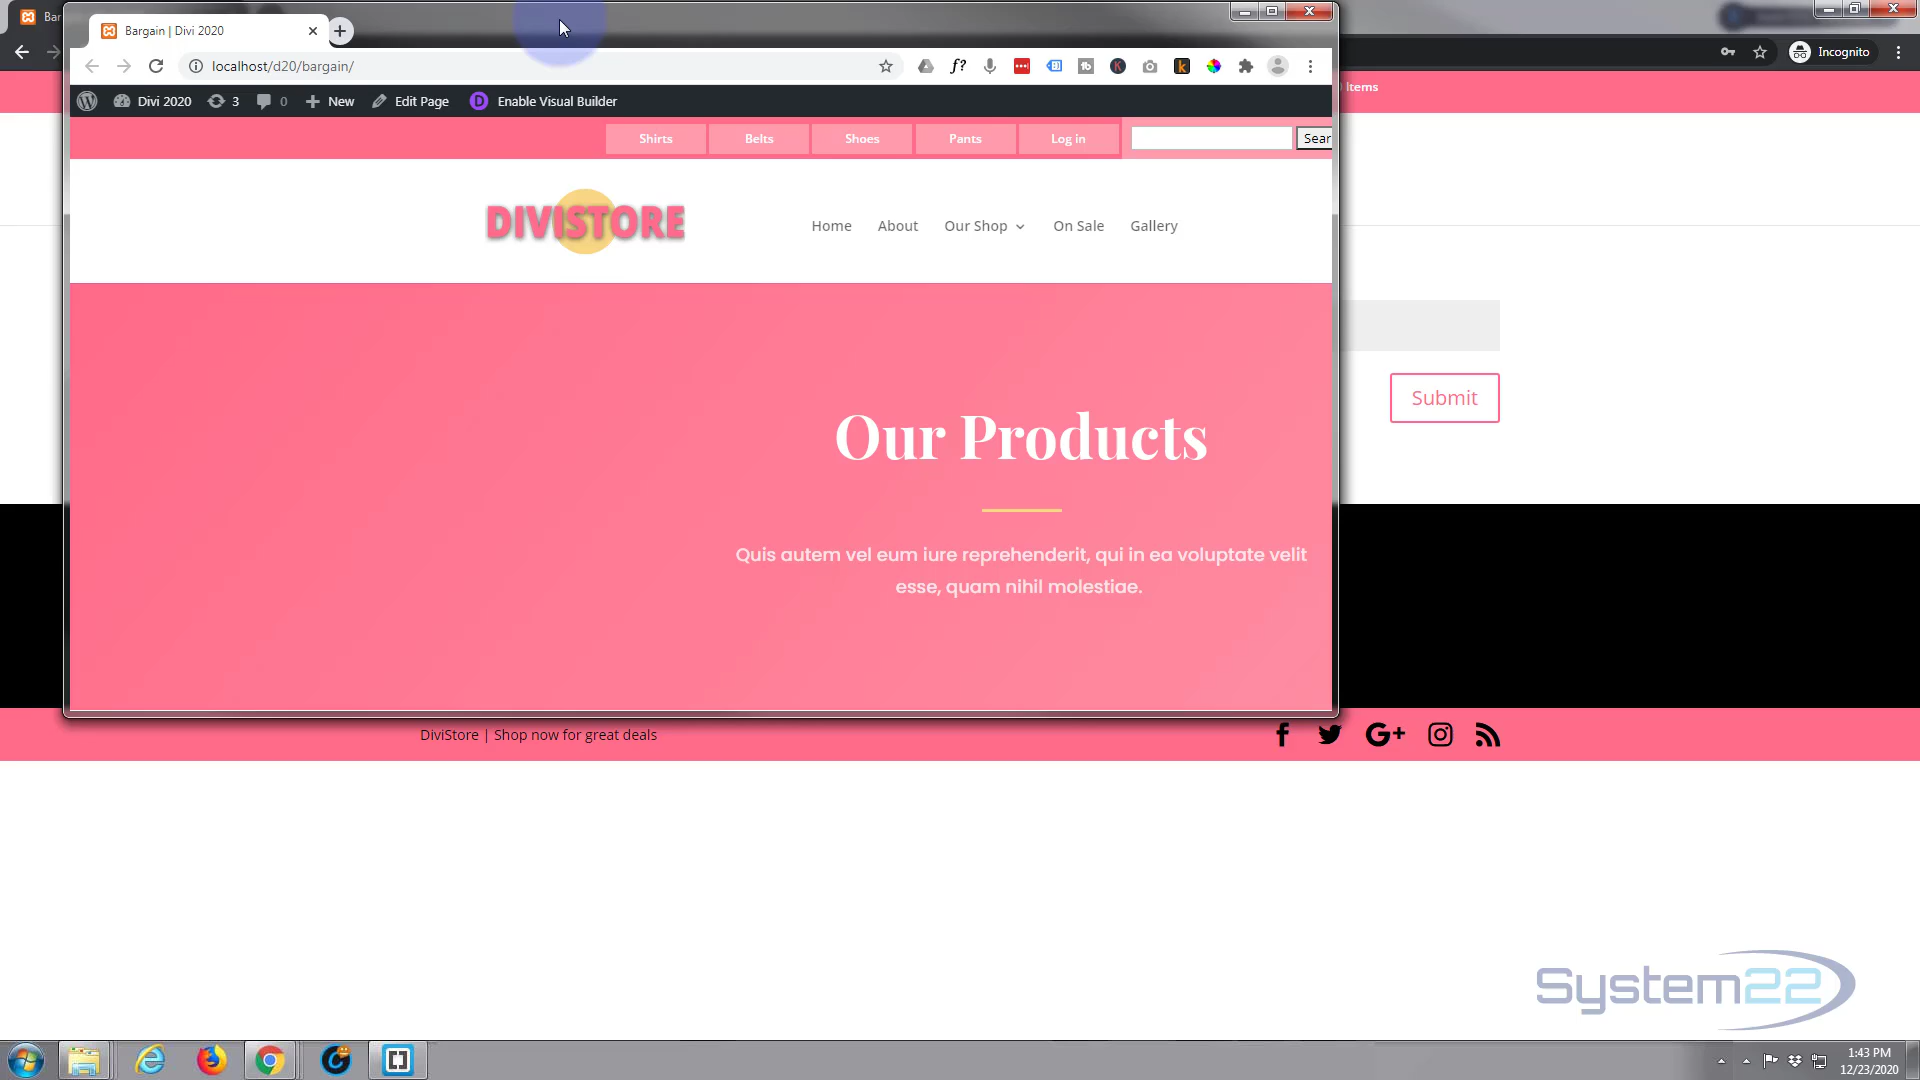 Bar
Bargain | Divi 2020
localhost/d20/bargain/
Incognito
Divi 2020
3
0
New
Edit Page
Enable Visual Builder
Items
Shirts
Belts
Shoes
Pants
Log in
Sear
DIVISTORE
Home
About
Our Shop
On Sale
Gallery
Our Products
Quis autem vel eum iure reprehenderit, qui in ea voluptate velit
esse, quam nihil molestiae.
Submit
DiviStore | Shop now for great deals
System22
1:43 PM
12/23/2020